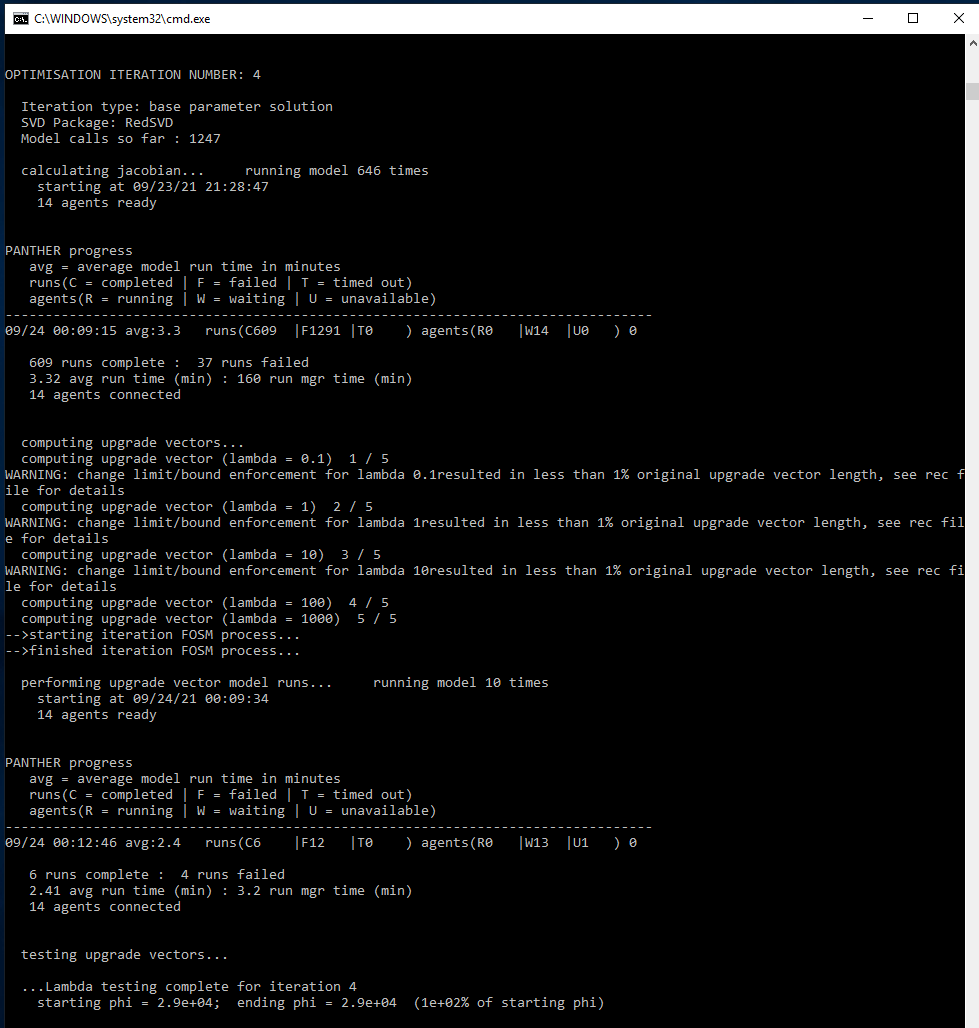 C:\WINDOWS\system32\cmd.exe
OPTIMISATION ITERATION NUMBER: 4
Iteration type: base parameter solution
SVD Package: RedSVD
Model calls so far : 1247
calculating jacobian...     running model 646 times
starting at 09/23/21 21:28:47
14 agents ready
PANTHER progress
avg = average model run time in minutes
runs(C = completed | F = failed | T = timed out)
agents(R = running | W = waiting | U = unavailable)
--------------------------------------------------------------------------------
09/24 00:09:15 avg:3.3   runs(C609  |F1291 |T0    ) agents(R0   |W14  |U0   ) 0
609 runs complete :  37 runs failed
3.32 avg run time (min) : 160 run mgr time (min)
14 agents connected
computing upgrade vectors...
computing upgrade vector (lambda = 0.1)  1 / 5
WARNING: change limit/bound enforcement for lambda 0.1resulted in less than 1% original upgrade vector length, see rec f
ile for details
computing upgrade vector (lambda = 1)  2 / 5
WARNING: change limit/bound enforcement for lambda 1resulted in less than 1% original upgrade vector length, see rec fil
e for details
computing upgrade vector (lambda = 10)  3 / 5
WARNING: change limit/bound enforcement for lambda 10resulted in less than 1% original upgrade vector length, see rec fi
le for details
computing upgrade vector (lambda = 100)  4 / 5
computing upgrade vector (lambda = 1000)  5 / 5
-->starting iteration FOSM process...
-->finished iteration FOSM process...
performing upgrade vector model runs...     running model 10 times
starting at 09/24/21 00:09:34
14 agents ready
PANTHER progress
avg = average model run time in minutes
runs(C = completed | F = failed | T = timed out)
agents(R = running | W = waiting | U = unavailable)
--------------------------------------------------------------------------------
09/24 00:12:46 avg:2.4   runs(C6    |F12   |T0    ) agents(R0   |W13  |U1   ) 0
6 runs complete :  4 runs failed
2.41 avg run time (min) : 3.2 run mgr time (min)
14 agents connected
testing upgrade vectors...
...Lambda testing complete for iteration 4
starting phi = 2.9e+04;  ending phi = 2.9e+04  (1e+02% of starting phi)